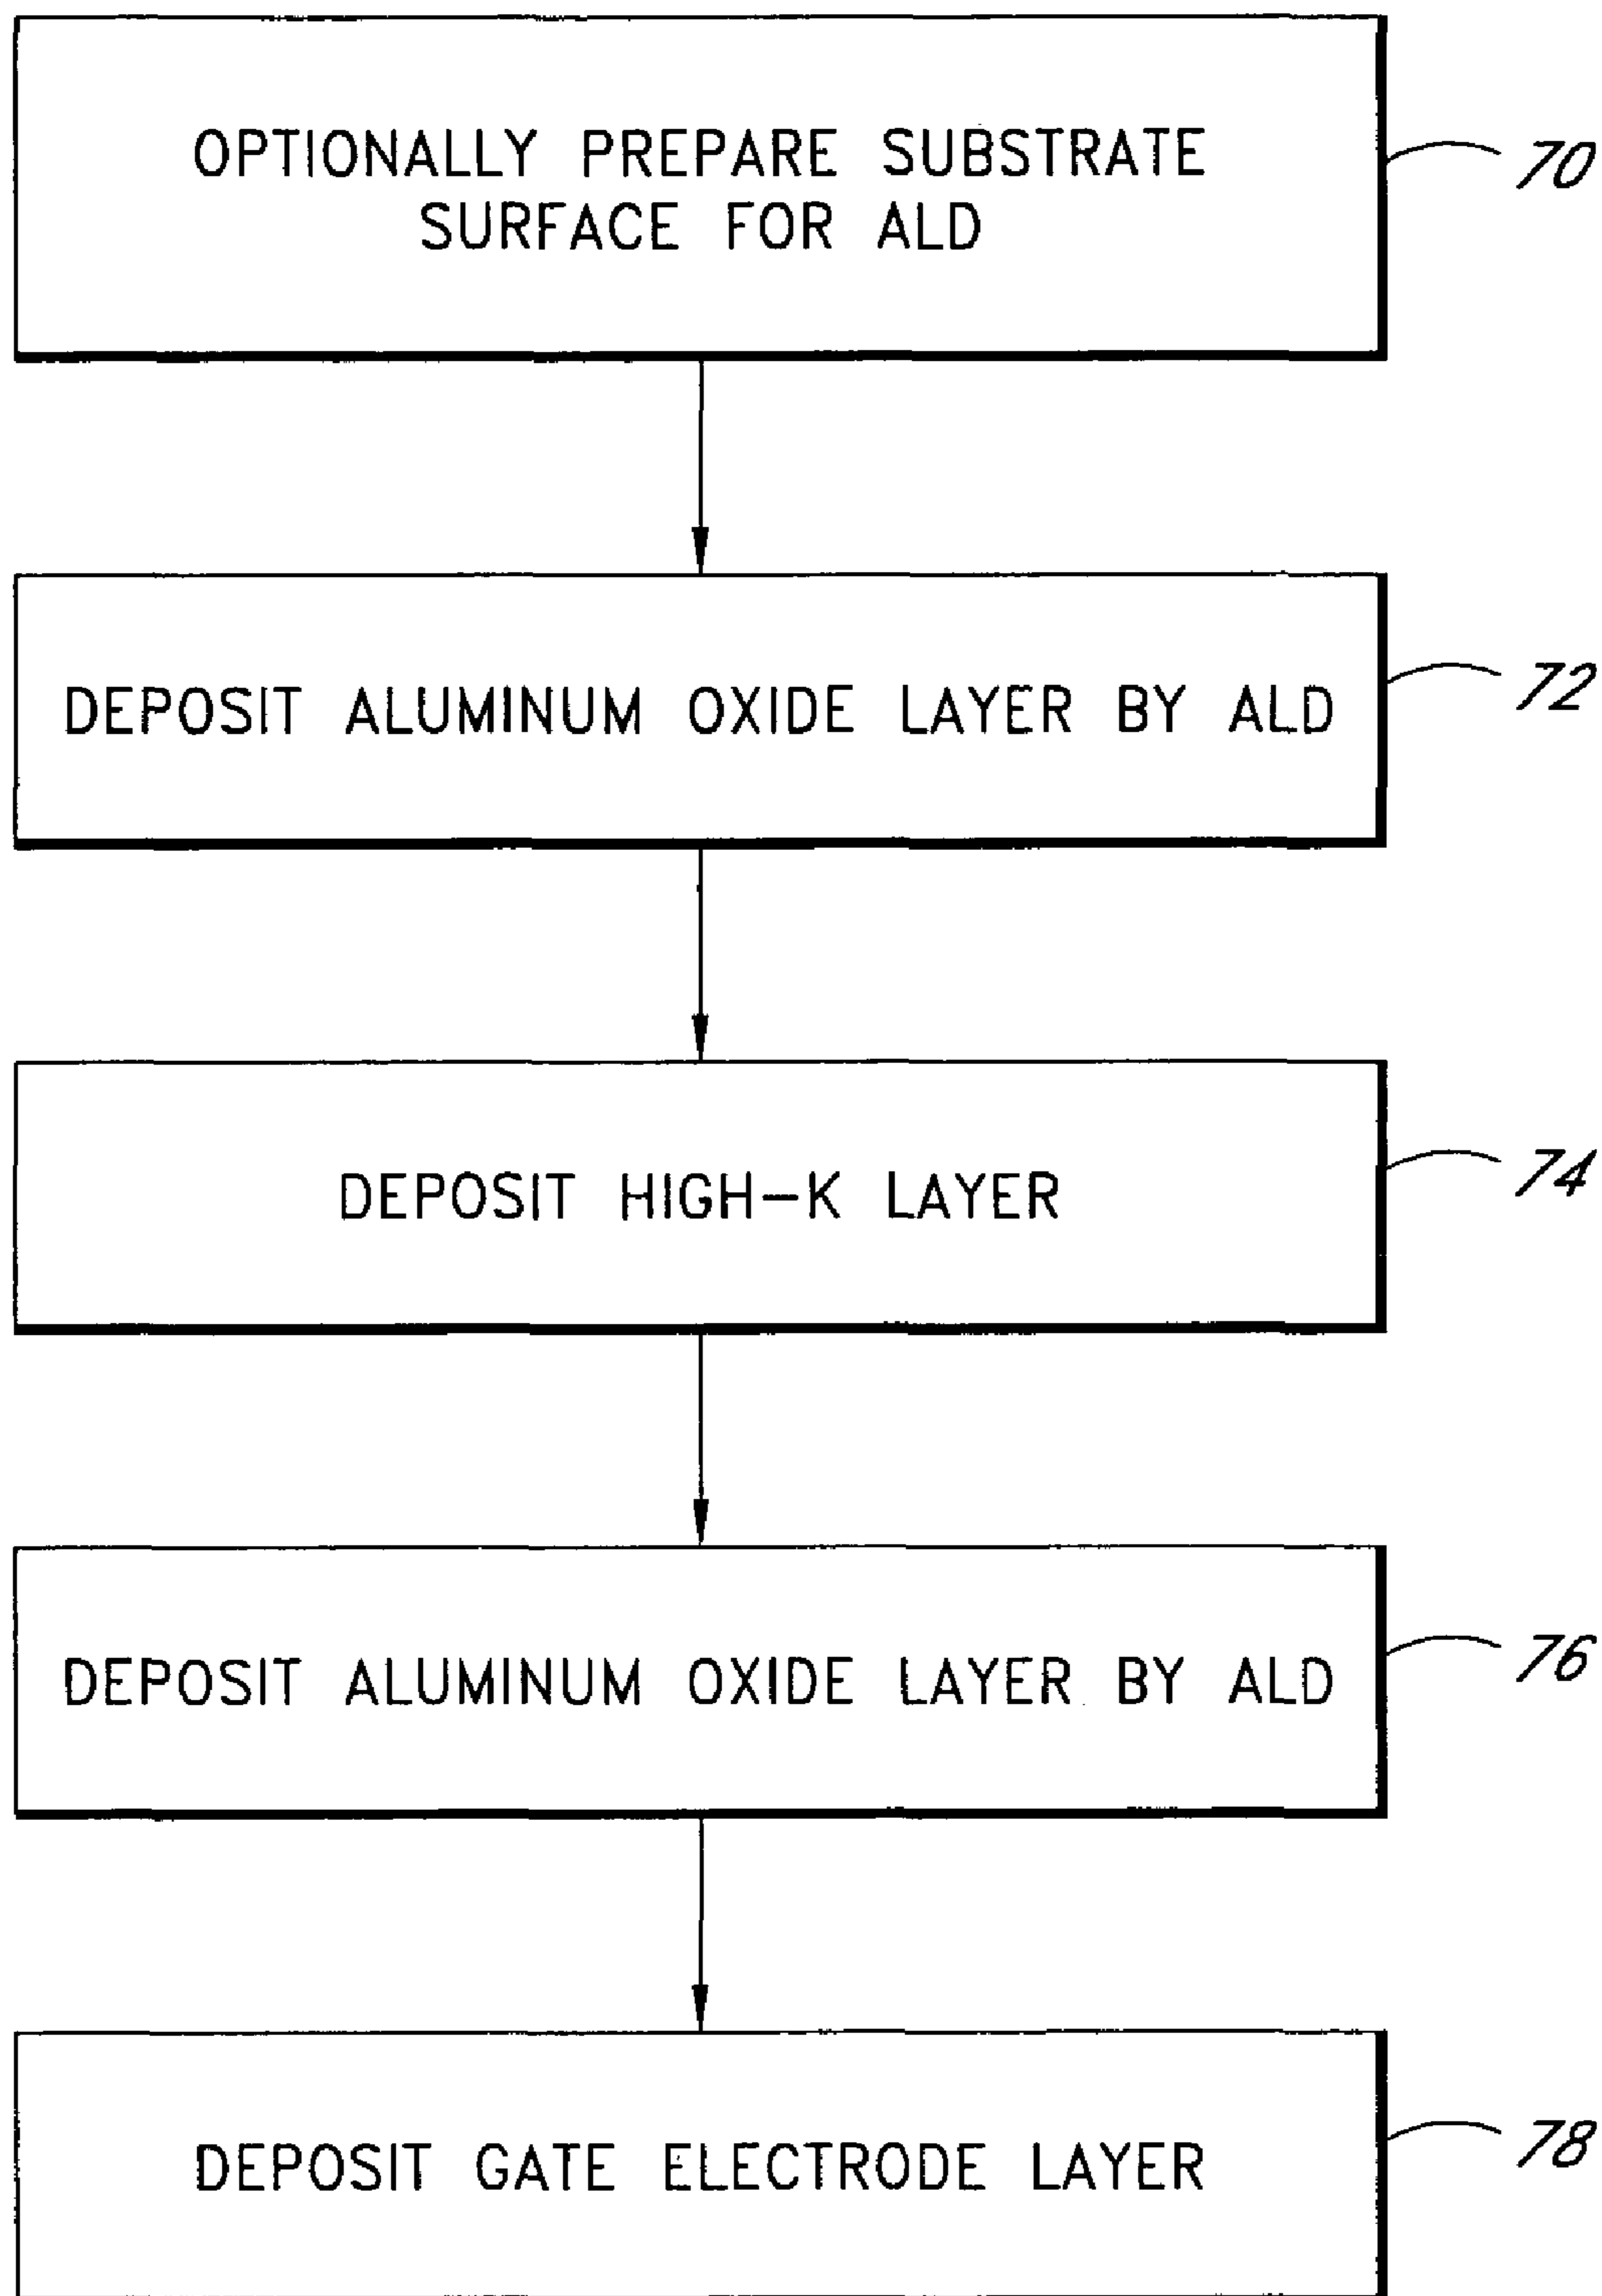 OPTIONALLY PREPARE SUBSTRATE
SURFACE FOR ALD
70
DEPOSIT ALUMINUM OXIDE LAYER BY ALD
72
DEPOSIT HIGH-K LAYER
74
DEPOSIT ALUMINUM OXIDE LAYER BY ALD
76
DEPOSIT GATE ELECTRODE LAYER
78